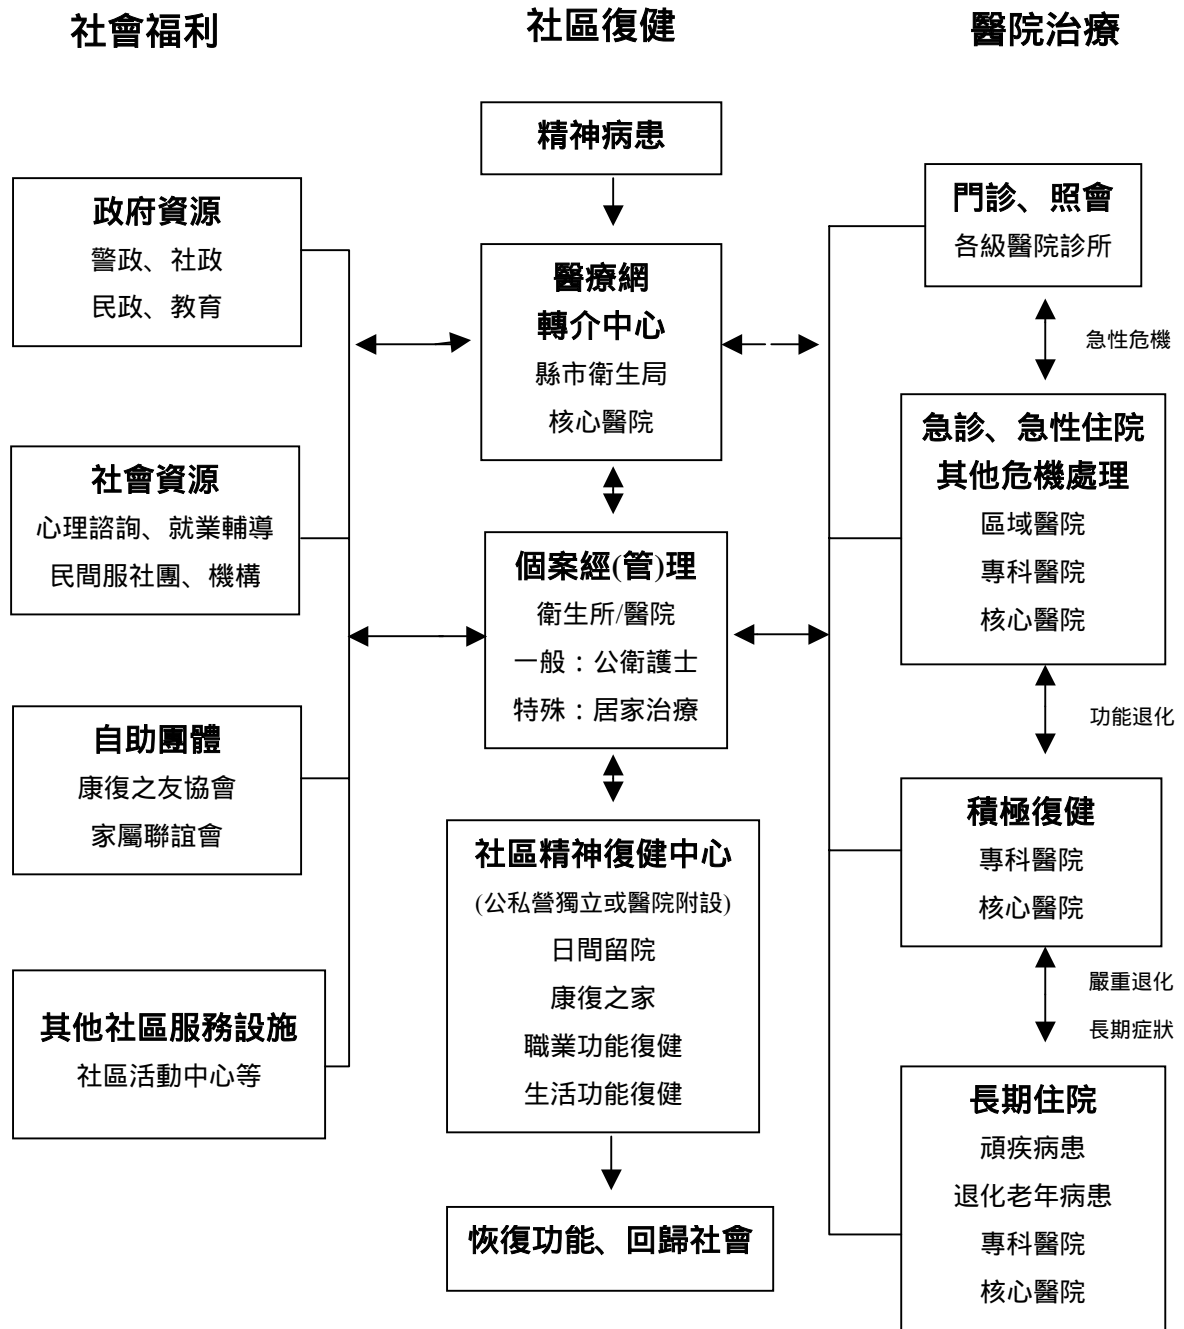 社會福利
社區復健
醫院治療
精神病患
政府資源
警政、社政
民政、教育
醫療網
轉介中心
縣市衛生局
核心醫院
門診、照會
各級醫院診所
急性危機
社會資源
心理諮詢、就業輔導
民間服社團、機構
個案經(管)理
衛生所/醫院
一般：公衛護士
特殊：居家治療
急診、急性住院
其他危機處理
區域醫院
專科醫院
核心醫院
功能退化
自助團體
康復之友協會
家屬聯誼會
社區精神復健中心
(公私營獨立或醫院附設)
日間留院
康復之家
職業功能復健
生活功能復健
積極復健
專科醫院
核心醫院
嚴重退化
長期症狀
其他社區服務設施
社區活動中心等
恢復功能、回歸社會
長期住院
頑疾病患
退化老年病患
專科醫院
核心醫院